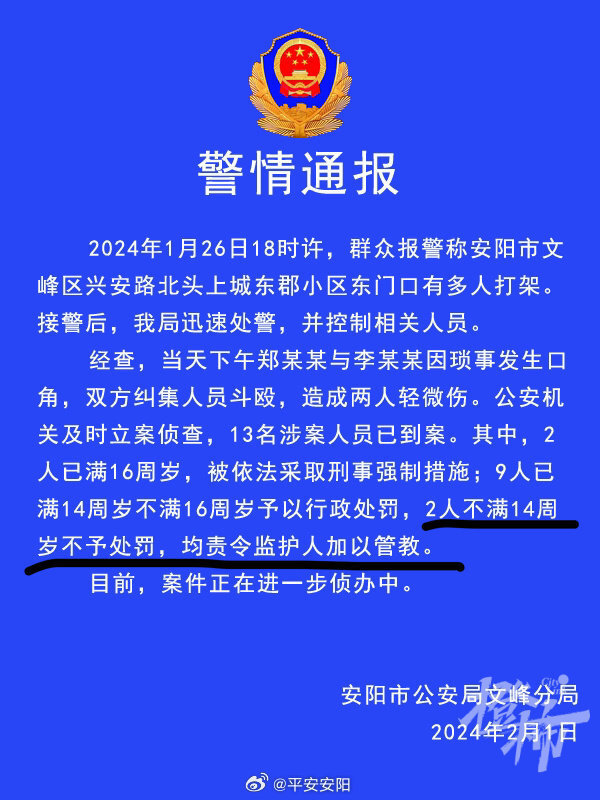 警情通报
2024年1月26日18时许，群众报警称安阳市文
峰区兴安路北头上城东郡小区东门口有多人打架。
接警后，我局迅速处警，并控制相关人员。
经查，当天下午郑某某与李某某因琐事发生口
角，双方纠集人员斗殴，造成两人轻微伤。公安机
关及时立案侦查，13名涉案人员已到案。其中，2
人已满16周岁，被依法采取刑事强制措施；9人已
满14周岁不满16周岁予以行政处罚，2人不满14周
岁不予处罚，均责令监护人加以管教。
目前，案件正在进一步侦办中。
安阳市公安局文峰分局
2024年2月1日
@平安安阳